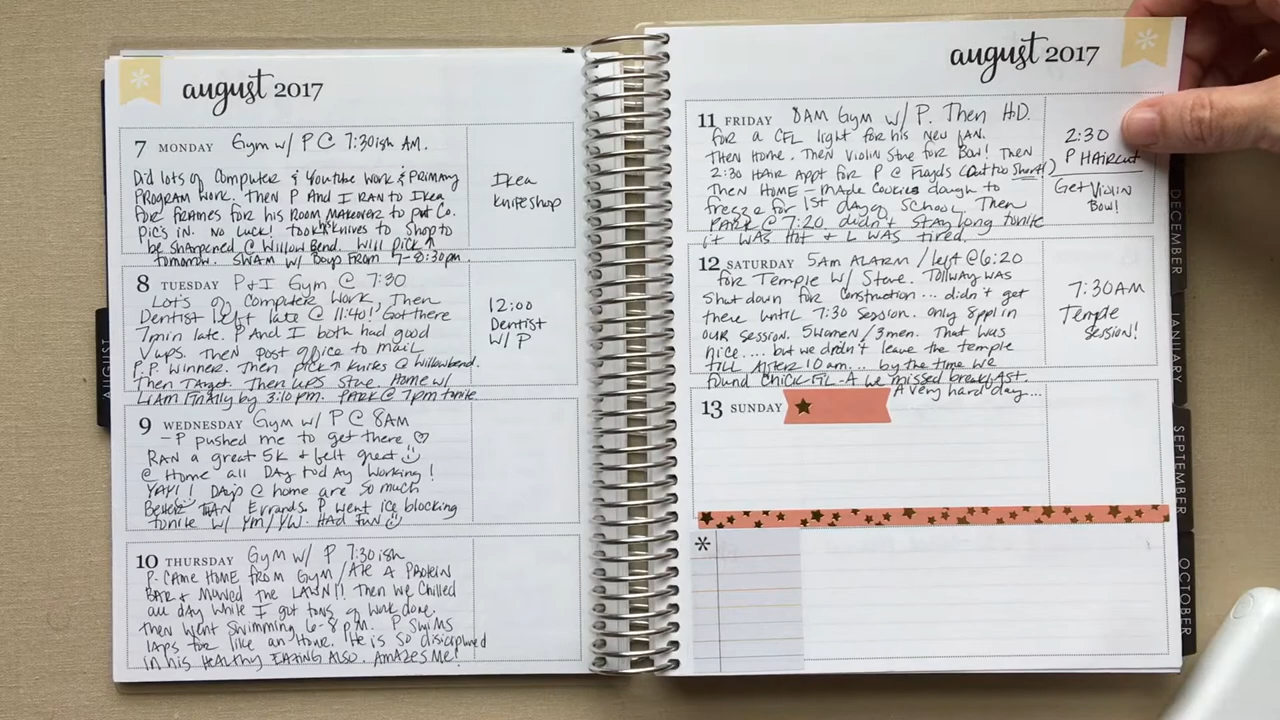 august 2017
7 MONDAY Gym w/ P @ 7:30ish AM.
Did lots of Computer & Youtube Work & PRIMARY
PROGRAM WORK. THEN P AND I RAN to Ikea
FOR FRAMES FOR his ROOM MAKEOVER to put Co.
Pic's in. NO LUCK! took knives to Shop to
be SHARPENED @ Willow Bend. Will Pick ↑
tomorrow. SWAM W/ Boys FROM 7-8:30pm
Ikea
knifeshop
8 TUESDAY P & I Gym @ 7:30
Lot's of Computer Work, Then
Dentist left late @ 11:40! Got there
7min late. P AND I both had good
✓ups. Then post office to mail
P.P. WINNER. Then pick ↑ knives @ Willowbend.
Then TARGET. Then UPS Store. Home w/
LIAM finally by 3:10pm. PARK @ 7pm tonite
12:00
Dentist
W/ P
9 WEDNESDAY Gym w/ P @ 8AM
- P pushed me to get there ♡
RAN a great 5K & felt great ☺
@ Home all DAY today Working!
YAY!! Days @ home are so much
Better THAN Errands. P went ice blocking
tonite W/ YM/YW. HAD FUN ☺
10 THURSDAY Gym w/ P 7:30ish
P. CAME HOME FROM Gym / ATE A PROTEIN
BAR & MOWED the LAWN!! then WE Chilled
all day while I got tons of work done.
then went Swimming 6-8 pm. P Swims
laps for like an Hour. He is SO disciplined
in his HEALTHY EATING ALSO. AMAZES ME!
august 2017
11 FRIDAY 8AM Gym w/ P. Then H.D.
for a CFL light for his New FAN.
THEN HOME. THEN Violin Store for Bow! Then
2:30 HAIR Appt for P @ Floyds (Cut too Short!)
Then HOME - made Cookies dough to
freeze for 1st day of School. Then
PARK @ 7:20 didn't STAY long tonite
it WAS Hot & L WAS tired.
2:30
P HAIRcut
Get Violin
Bow!
12 SATURDAY 5AM ALARM / left @ 6:20
for Temple w/ Steve. Tollway WAS
Shut down for Construction... didn't get
there UNTIL 7:30 Session. Only 8ppl in
our session. 5women / 3men. That WAS
nice.... but we didn't leave the temple
till AFTER 10 am... by the time we
found CHICK-FIL-A we missed breakfast.
A very hard day...
7:30AM
Temple
Session!
13 SUNDAY
AUGUST
DECEMBER
JANUARY
SEPTEMBER
OCTOBER